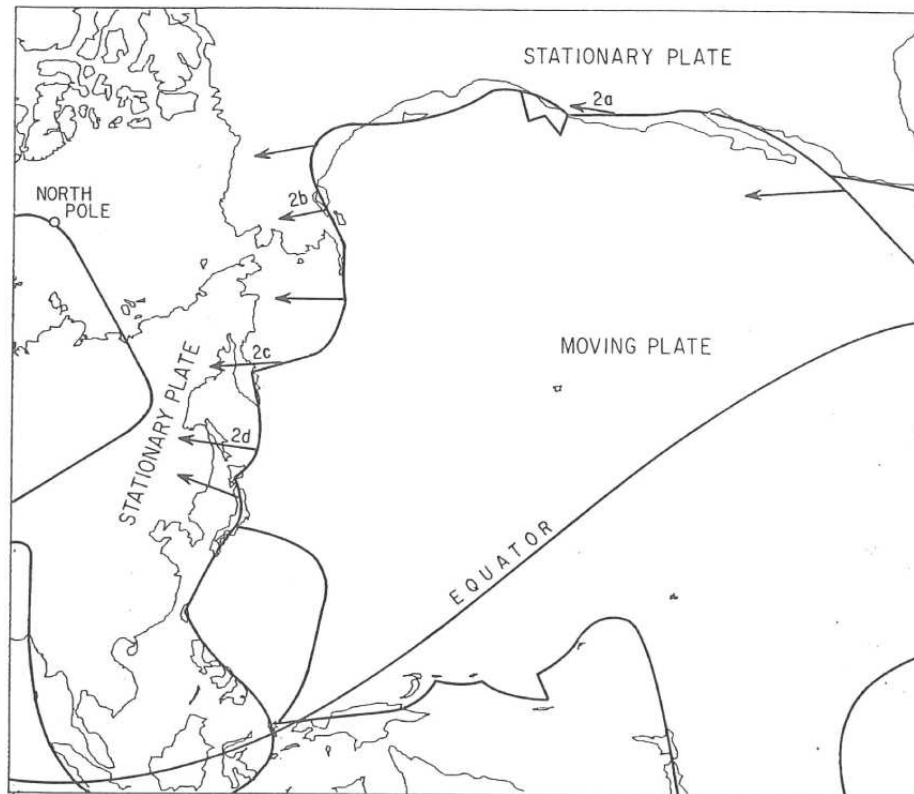 STATIONARY PLATE
2a
NORTH
POLE
2b
MOVING PLATE
2c
STATIONARY PLATE
2d
EQUATOR